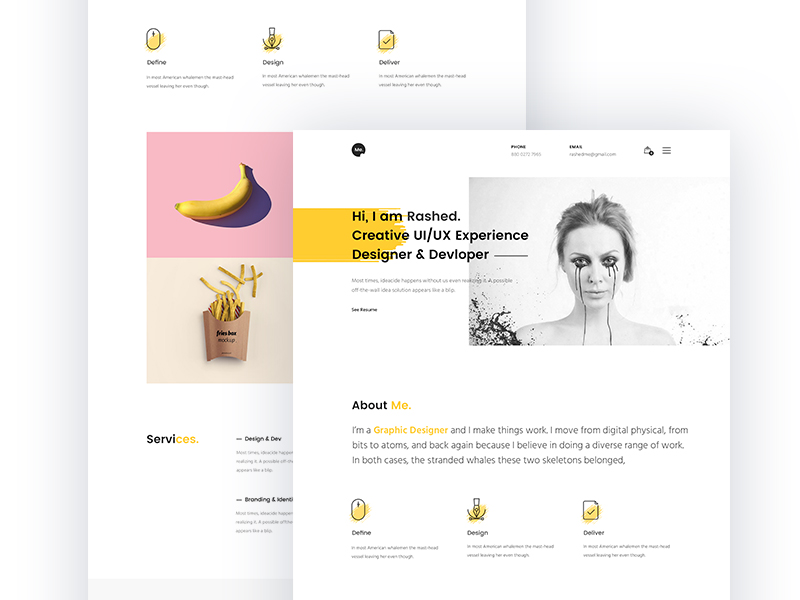 Define
Design
Deliver
In most American whalemen the mast-head
vessel leaving her even though.
In most American whalemen the mast-head
vessel leaving her even though.
In most American whalemen the mast-head
vessel leaving her even though.
fries box
mockup
Services.
Design & Dev
Most times, ideacide happen
realizing it. A possible off-th
appears like a blip.
Branding & Identi
Most times, ideacide happen
realizing it. A possible off-the
appears like a blip.
Me.
PHONE
EMAIL
Hi, I am Rashed.
Creative UI/UX Experience
Designer & Devloper
Most times, ideacide happens without us even realizing it. A possible
off-the-wall idea solution appears like a blip.
See Resume
About Me.
I'm a Graphic Designer and I make things work. I move from digital physical, from
bits to atoms, and back again because I believe in doing a diverse range of work.
In both cases, the stranded whales these two skeletons belonged,
Define
Design
Deliver
In most American whalemen the mast-head
vessel leaving her even though.
In most American whalemen the mast-head
vessel leaving her even though.
In most American whalemen the mast-head
vessel leaving her even though.